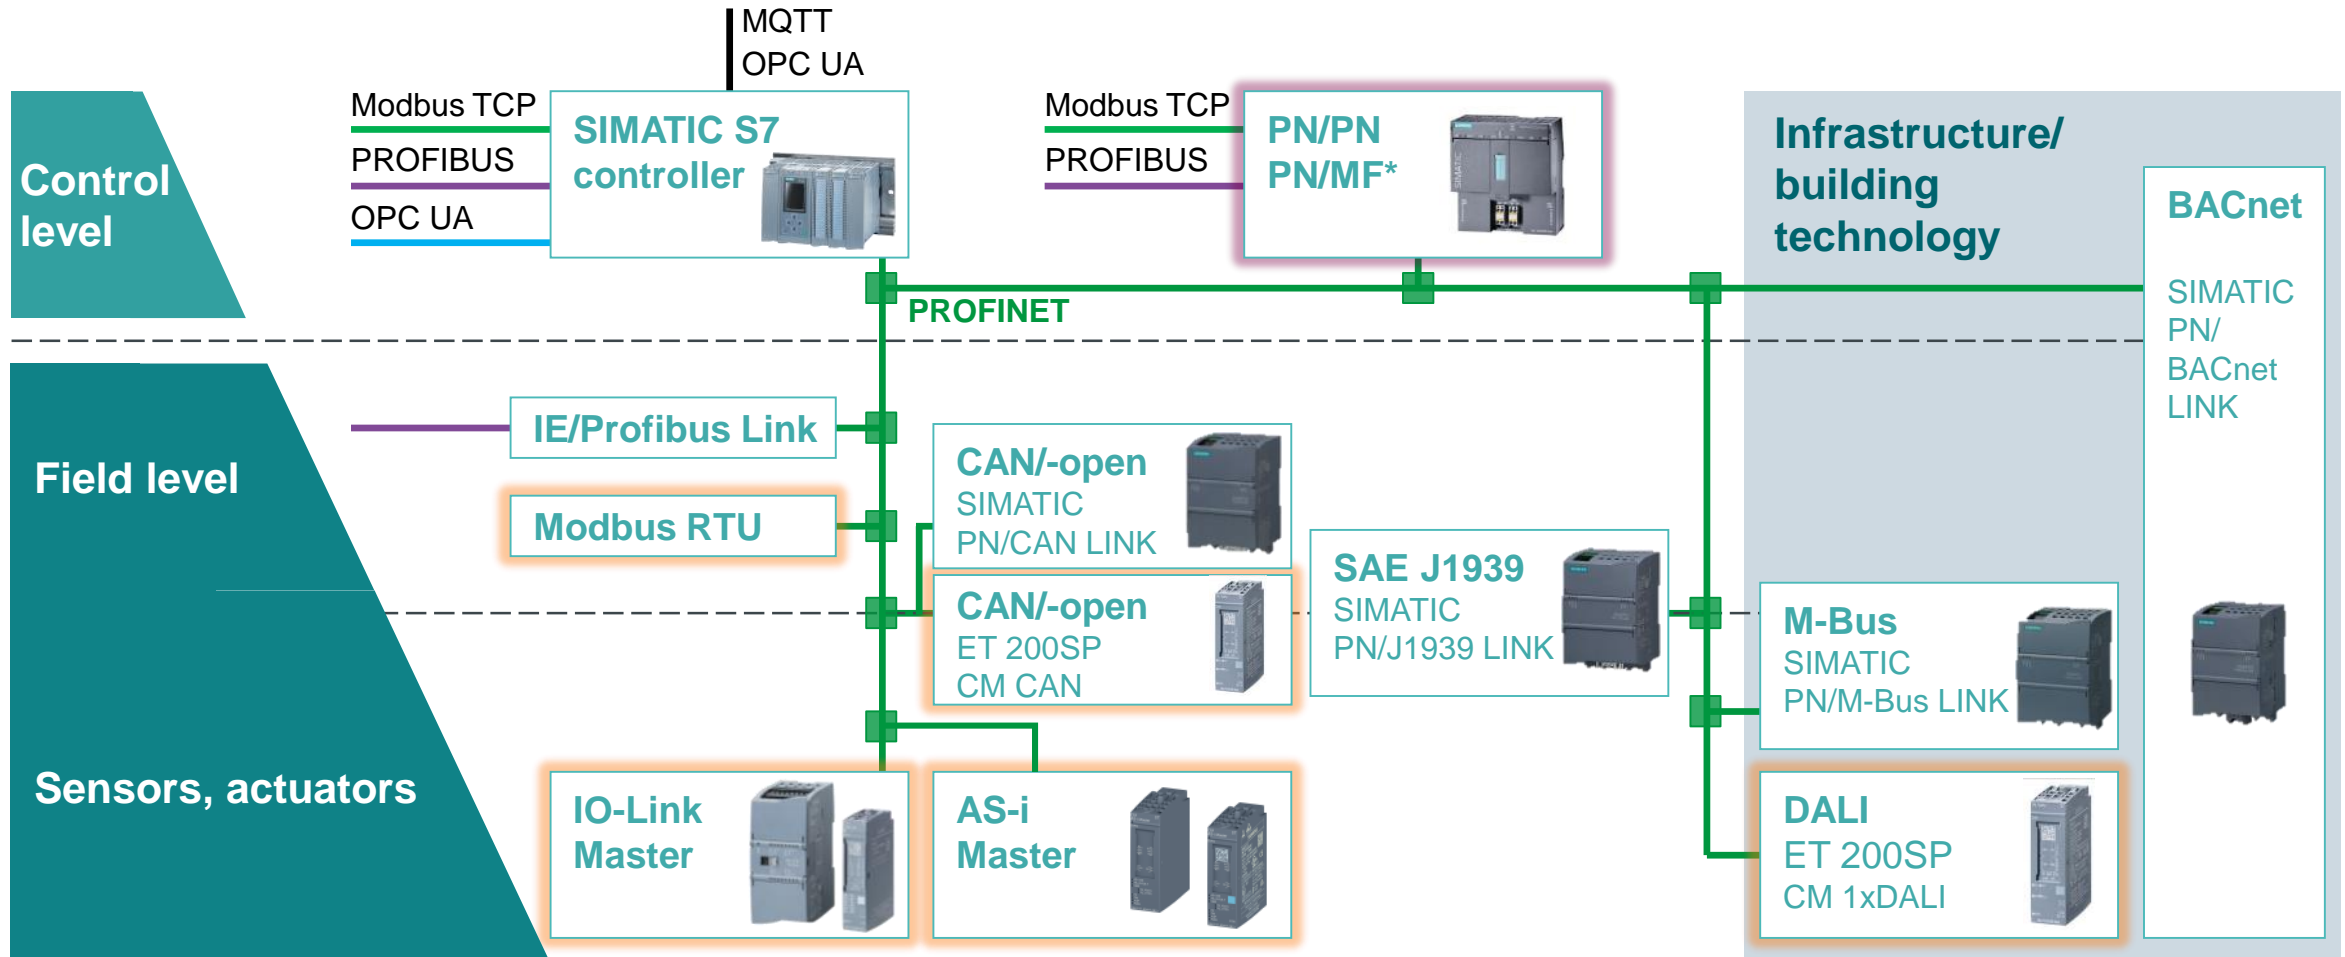 MQTT
OPC UA
Modbus TCP
PROFIBUS
OPC UA
SIMATIC S7
controller
Modbus TCP
PROFIBUS
PN/PN
PN/MF*
Infrastructure/
building
technology
BACnet
SIMATIC
PN/
BACnet
LINK
Control
level
PROFINET
Field level
IE/Profibus Link
Modbus RTU
CAN/-open
SIMATIC
PN/CAN LINK
CAN/-open
ET 200SP
CM CAN
SAE J1939
SIMATIC
PN/J1939 LINK
M-Bus
SIMATIC
PN/M-Bus LINK
Sensors, actuators
IO-Link
Master
AS-i
Master
DALI
ET 200SP
CM 1xDALI